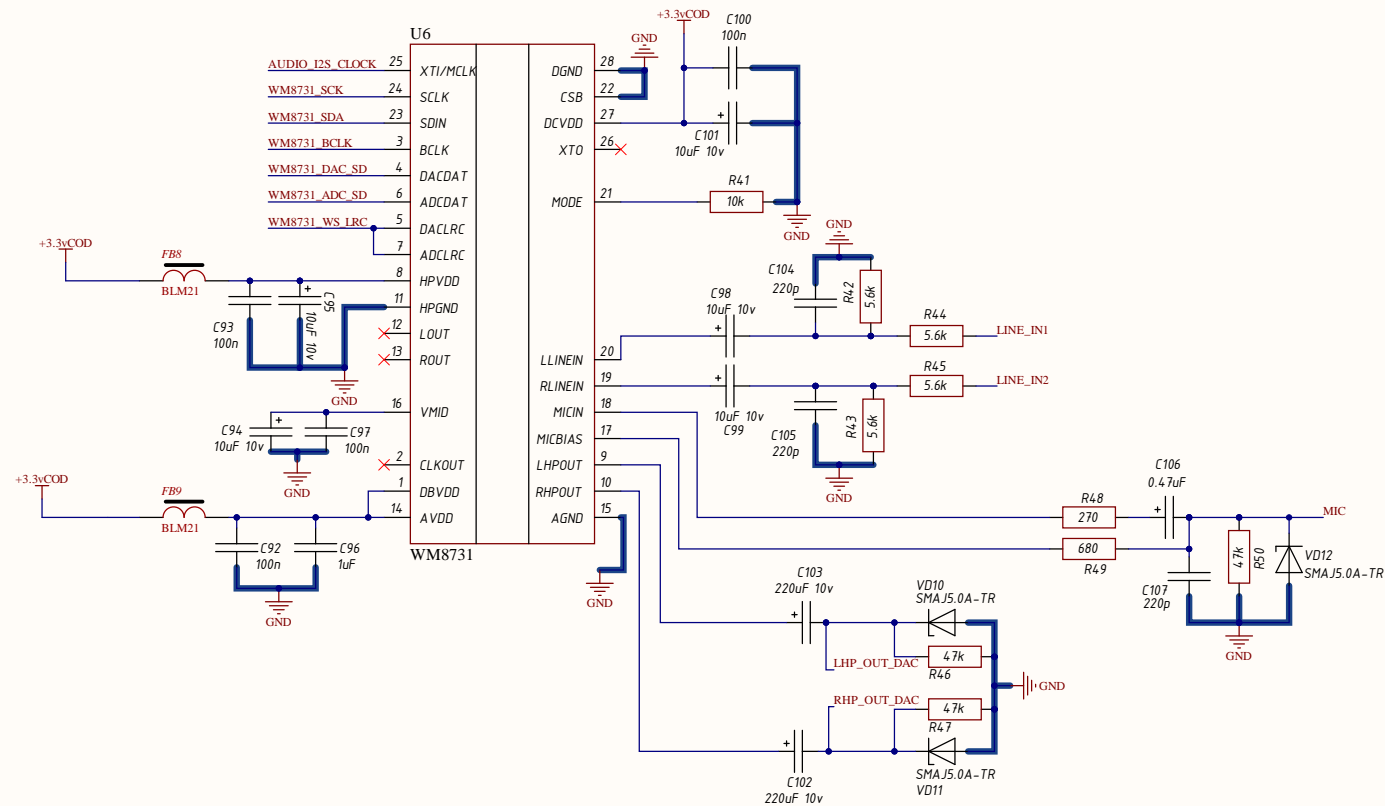 U6
WM8731
AUDIO_I2S_CLOCK 25 XTI/MCLK
WM8731_SCK 24 SCLK
WM8731_SDA 23 SDIN
WM8731_BCLK 3 BCLK
WM8731_DAC_SD 4 DACDAT
WM8731_ADC_SD 6 ADCDAT
WM8731_WS_LRC 5 DACLRC
7 ADCLRC
8 HPVDD
11 HPGND
12 LOUT
13 ROUT
16 VMID
2 CLKOUT
1 DBVDD
14 AVDD
DGND 28
CSB 22
DCVDD 27
XTO 26
MODE 21
LLINEIN 20
RLINEIN 19
MICIN 18
MICBIAS 17
LHPOUT 9
RHPOUT 10
AGND 15
+3.3vCOD
FB8
BLM21
C93
100n
C95
10uF 10v
GND
C94
10uF 10v
C97
100n
GND
+3.3vCOD
FB9
BLM21
C92
100n
C96
1uF
GND
GND
+3.3vCOD
C100
100n
C101
10uF 10v
R41
10k
GND
GND
C104
220p
R42
5.6k
C98
10uF 10v
R44
5.6k
LINE_IN1
R45
5.6k
LINE_IN2
10uF 10v
C99
C105
220p
R43
5.6k
GND
C106
0.47uF
R48
270
680
R49
MIC
47k
R50
VD12
SMAJ5.0A-TR
C107
220p
GND
GND
C103
220uF 10v
VD10
SMAJ5.0A-TR
47k
LHP_OUT_DAC
R46
GND
RHP_OUT_DAC
47k
R47
SMAJ5.0A-TR
VD11
C102
220uF 10v